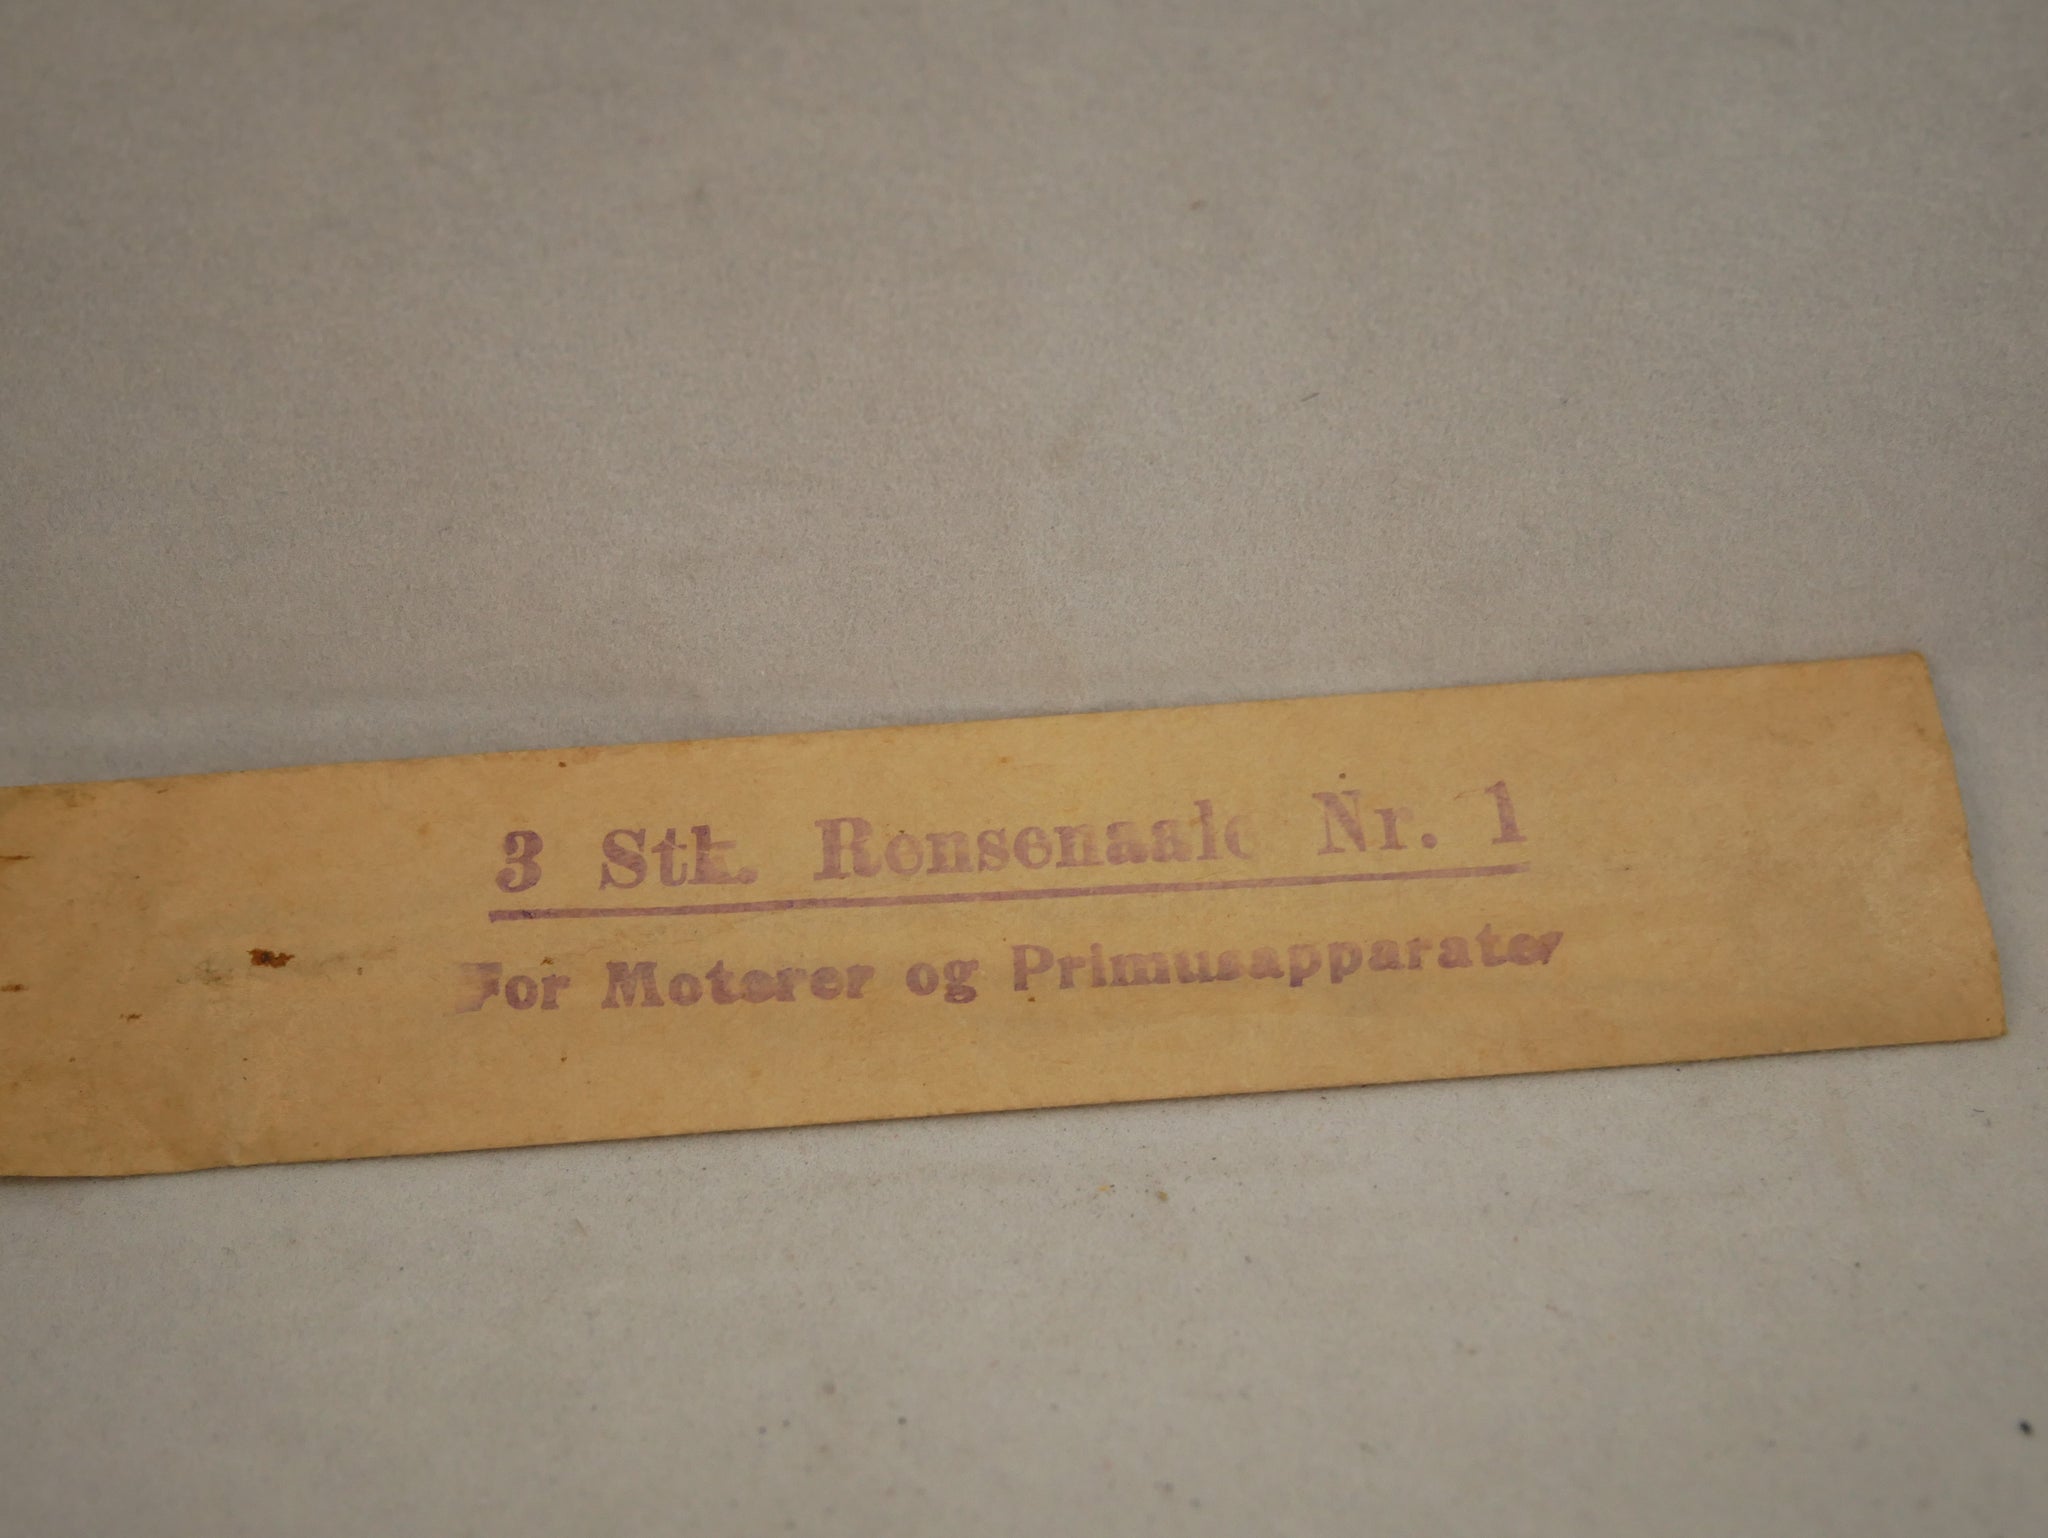 3 Stk. Rensenaale Nr. 1
For Motorer og Primusapparater